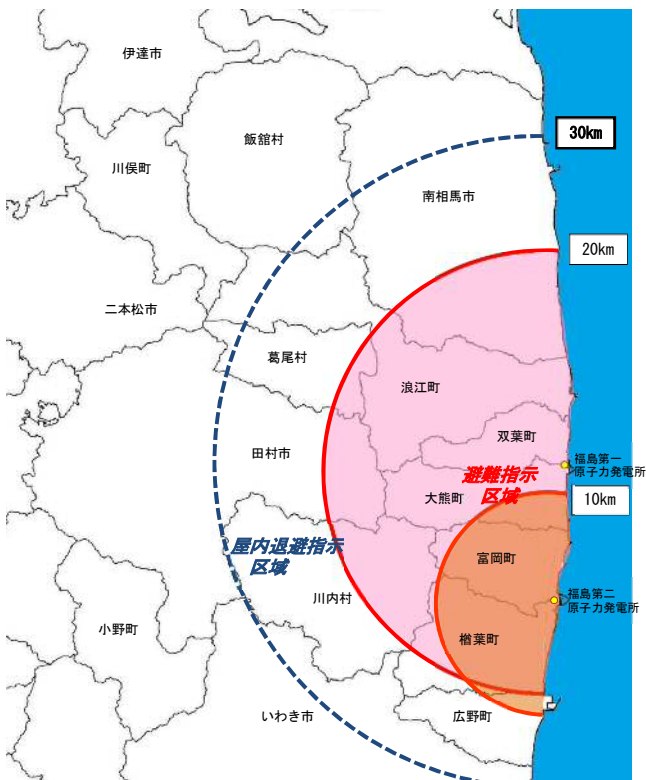 伊達市
飯舘村
30km
川俣町
南相馬市
20km
二本松市
葛尾村
浪江町
双葉町
田村市
福島第一
原子力発電所
避難指示
区域
大熊町
10km
屋内退避指示
区域
富岡町
川内村
福島第二
原子力発電所
小野町
楢葉町
いわき市
広野町